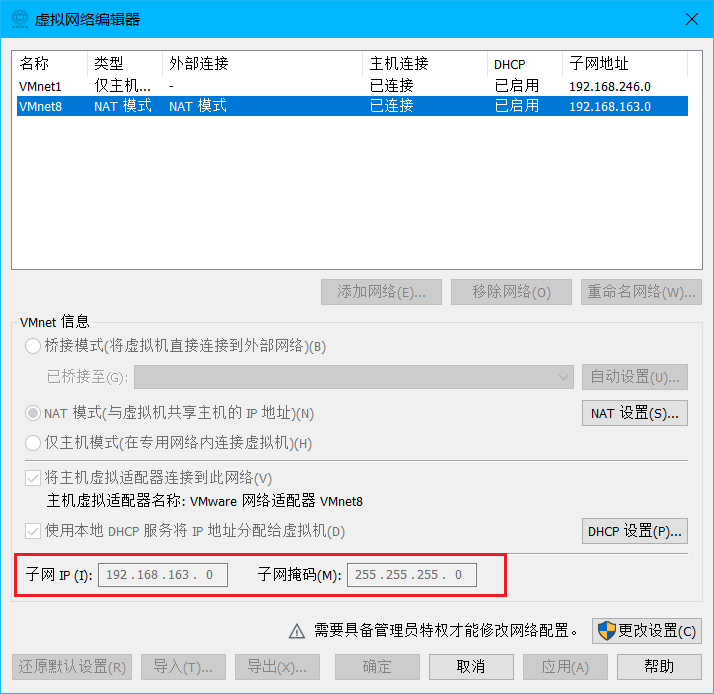 虚拟网络编辑器
名称 类型 外部连接 主机连接 DHCP 子网地址
VMnet1 仅主机... - 已连接 已启用 192.168.246.0
VMnet8 NAT 模式 NAT 模式 已连接 已启用 192.168.163.0
添加网络(E)... 移除网络(O) 重命名网络(W)...
VMnet 信息
桥接模式(将虚拟机直接连接到外部网络)(B)
已桥接至(G): 自动设置(U)...
NAT 模式(与虚拟机共享主机的 IP 地址)(N) NAT 设置(S)...
仅主机模式(在专用网络内连接虚拟机)(H)
将主机虚拟适配器连接到此网络(V)
主机虚拟适配器名称: VMware 网络适配器 VMnet8
使用本地 DHCP 服务将 IP 地址分配给虚拟机(D) DHCP 设置(P)...
子网 IP (I): 192 . 168 . 163 . 0 子网掩码(M): 255 . 255 . 255 . 0
需要具备管理员特权才能修改网络配置。 更改设置(C)
还原默认设置(R) 导入(T)... 导出(X)... 确定 取消 应用(A) 帮助